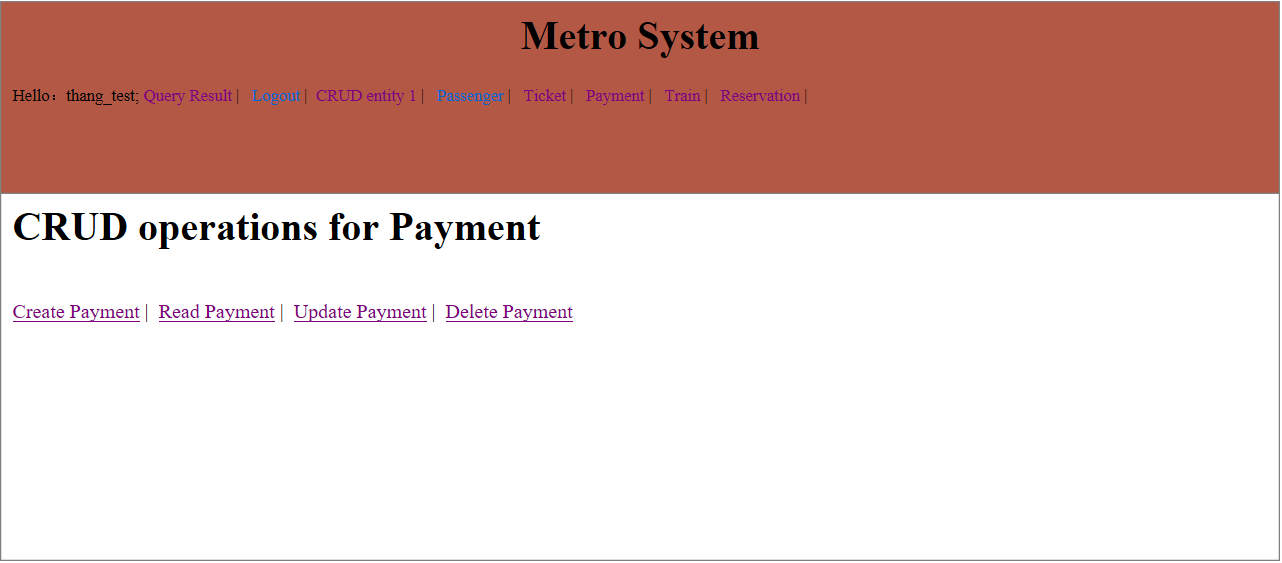 Metro System
Hello：thang_test; Query Result | Logout | CRUD entity 1 | Passenger | Ticket | Payment | Train | Reservation |
CRUD operations for Payment
Create Payment | Read Payment | Update Payment | Delete Payment